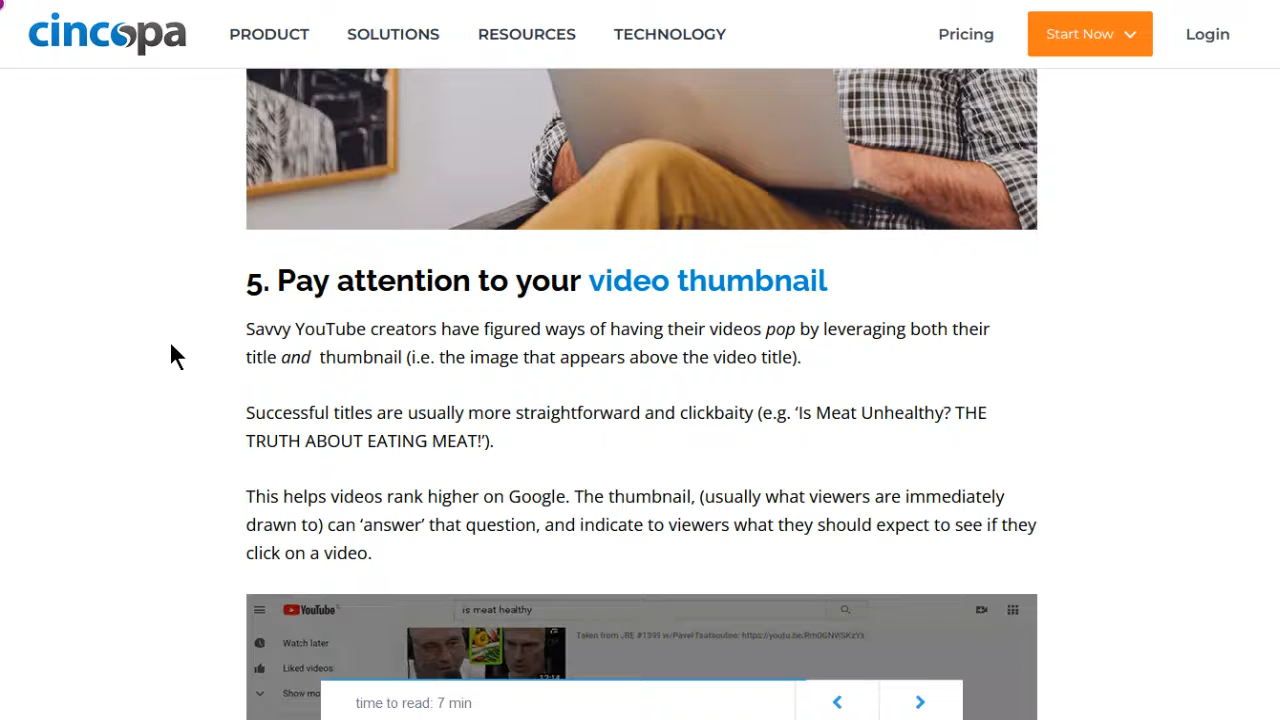 cincopa PRODUCT SOLUTIONS RESOURCES TECHNOLOGY Pricing Start Now Login
5. Pay attention to your video thumbnail
Savvy YouTube creators have figured ways of having their videos pop by leveraging both their
title and thumbnail (i.e. the image that appears above the video title).
Successful titles are usually more straightforward and clickbaity (e.g. ‘Is Meat Unhealthy? THE
TRUTH ABOUT EATING MEAT!’).
This helps videos rank higher on Google. The thumbnail, (usually what viewers are immediately
drawn to) can ‘answer’ that question, and indicate to viewers what they should expect to see if they
click on a video.
YouTube is meat healthy
Watch later
Liked videos
Show mo
time to read: 7 min